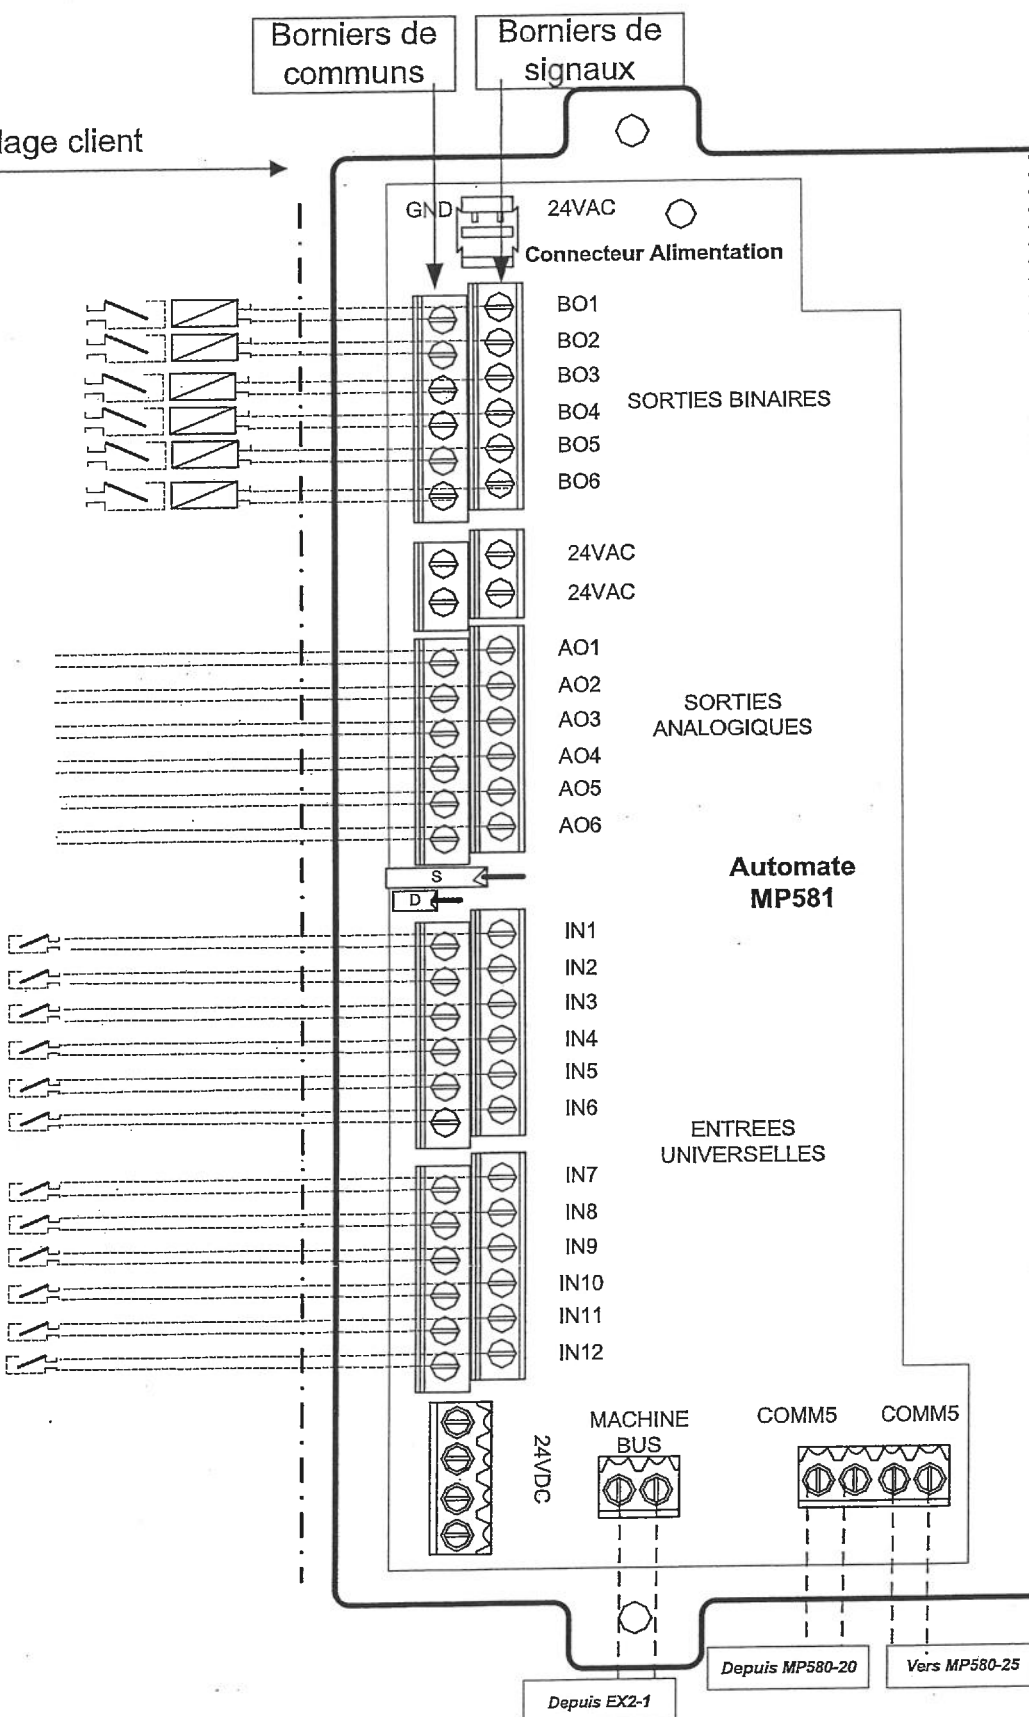 Borniers de
communs
Borniers de
signaux
lage client
GND
24VAC
Connecteur Alimentation
BO1
BO2
BO3
BO4
BO5
BO6
SORTIES BINAIRES
24VAC
24VAC
AO1
AO2
AO3
AO4
AO5
AO6
SORTIES
ANALOGIQUES
S
D
Automate
MP581
IN1
IN2
IN3
IN4
IN5
IN6
ENTREES
UNIVERSELLES
IN7
IN8
IN9
IN10
IN11
IN12
24VDC
MACHINE
BUS
COMM5
COMM5
Depuis MP580-20
Vers MP580-25
Depuis EX2-1